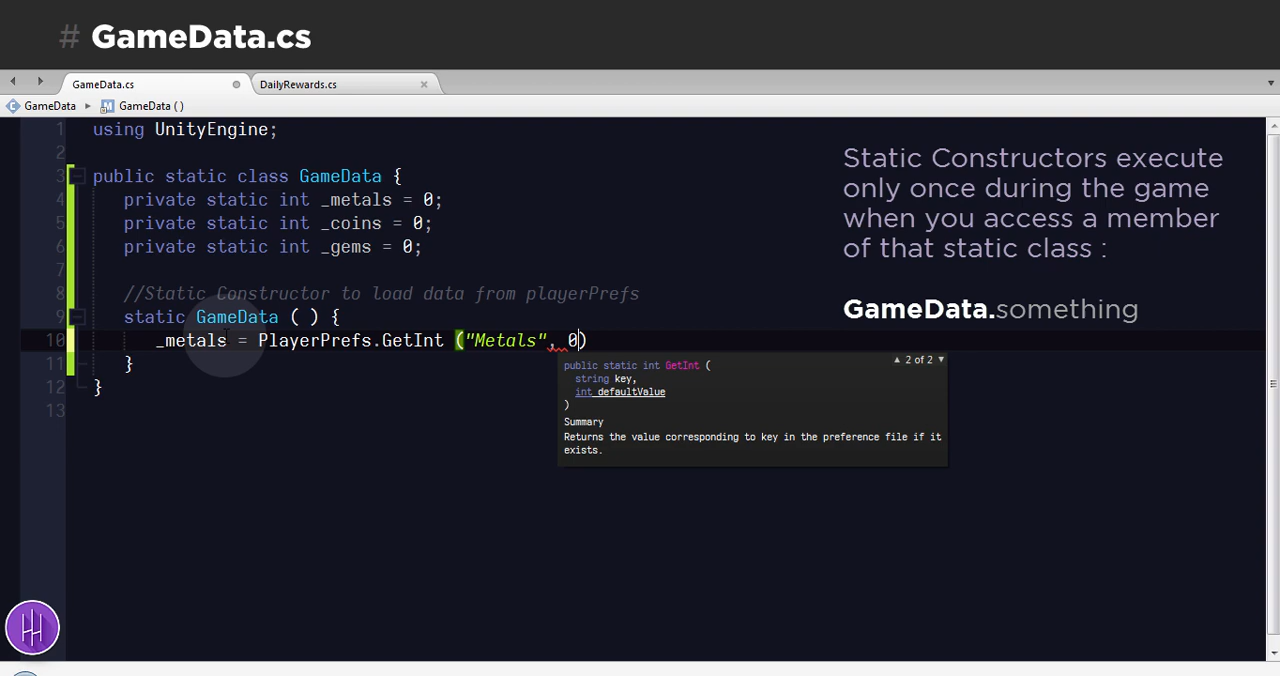 # GameData.cs
GameData.cs
DailyRewards.cs
GameData ▸ GameData ()
1 using UnityEngine;
2
3 public static class GameData {
4 private static int _metals = 0;
5 private static int _coins = 0;
6 private static int _gems = 0;
7
8 //Static Constructor to load data from playerPrefs
9 static GameData ( ) {
10 _metals = PlayerPrefs.GetInt ("Metals", 0)
11 }
12 }
13
public static int GetInt (
▲ 2 of 2 ▼
string key,
int defaultValue
)
Summary
Returns the value corresponding to key in the preference file if it
exists.
Static Constructors execute
only once during the game
when you access a member
of that static class :
GameData.something